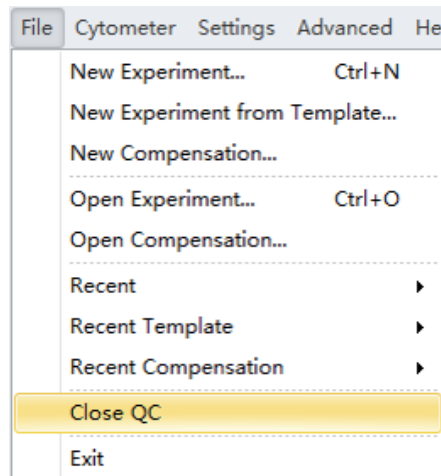 File Cytometer Settings Advanced He
New Experiment... Ctrl+N
New Experiment from Template...
New Compensation...
Open Experiment... Ctrl+O
Open Compensation...
Recent
Recent Template
Recent Compensation
Close QC
Exit